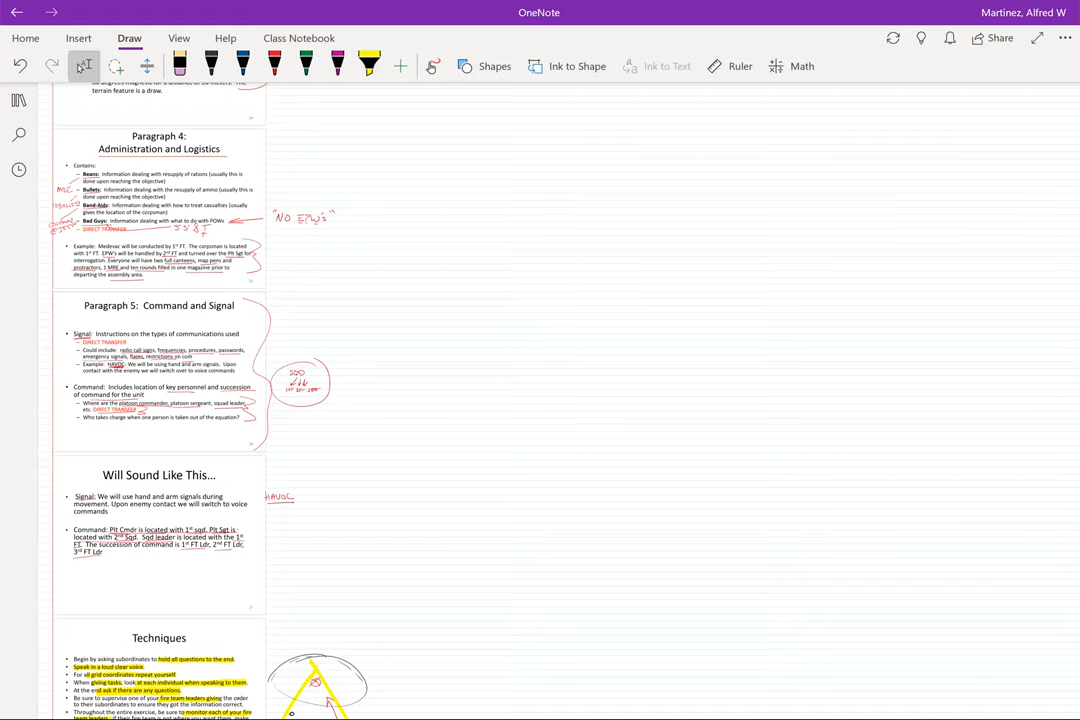 OneNote
Martinez, Alfred W
Home Insert Draw View Help Class Notebook
Share
Shapes Ink to Shape Ink to Text Ruler Math
terrain feature is a draw.
Paragraph 4:
Administration and Logistics
• Contains:
– Beans: Information dealing with resupply of rations (usually this is
done upon reaching the objective)
MRE
– Bullets: Information dealing with the resupply of ammo (usually this is
done upon reaching the objective)
– Band-Aids: Information dealing with how to treat casualties (usually
gives the location of the corpsman)
– Bad Guys: Information dealing with what to do with POWs
"NO EPW's"
– DIRECT TRANSFER
• Example: Medevac will be conducted by 1st FT. The corpsman is located
with 1st FT. EPW's will be handled by 2nd FT and turned over the Plt Sgt for
interrogation. Everyone will have two full canteens, map pens and
protractors, 1 MRE and ten rounds filled in one magazine prior to
departing the assembly area.
Paragraph 5: Command and Signal
• Signal: Instructions on the types of communications used
– DIRECT TRANSFER
– Could include: radio call signs, frequencies, procedures, passwords,
emergency signals, flares, restrictions on com
– Example: HAVOC- We will be using hand and arm signals. Upon
contact with the enemy we will switch over to voice commands
SQD
• Command: Includes location of key personnel and succession
of command for the unit
– Where are the platoon commander, platoon sergeant, squad leader,
etc. DIRECT TRANSFER
– Who takes charge when one person is taken out of the equation?
Will Sound Like This…
• Signal: We will use hand and arm signals during
movement. Upon enemy contact we will switch to voice
commands
HAVOC
• Command: Plt Cmdr is located with 1st sqd, Plt Sgt is
located with 2nd Sqd. Sqd leader is located with the 1st
FT. The succession of command is 1st FT Ldr, 2nd FT Ldr,
3rd FT Ldr
Techniques
• Begin by asking subordinates to hold all questions to the end.
• Speak in a loud clear voice.
• For all grid coordinates repeat yourself.
• When giving tasks, look at each individual when speaking to them.
• At the end ask if there are any questions.
• Be sure to supervise one of your fire team leaders giving the order
to their subordinates to ensure they got the information correct.
• Throughout the entire exercise, be sure to monitor each of your fire